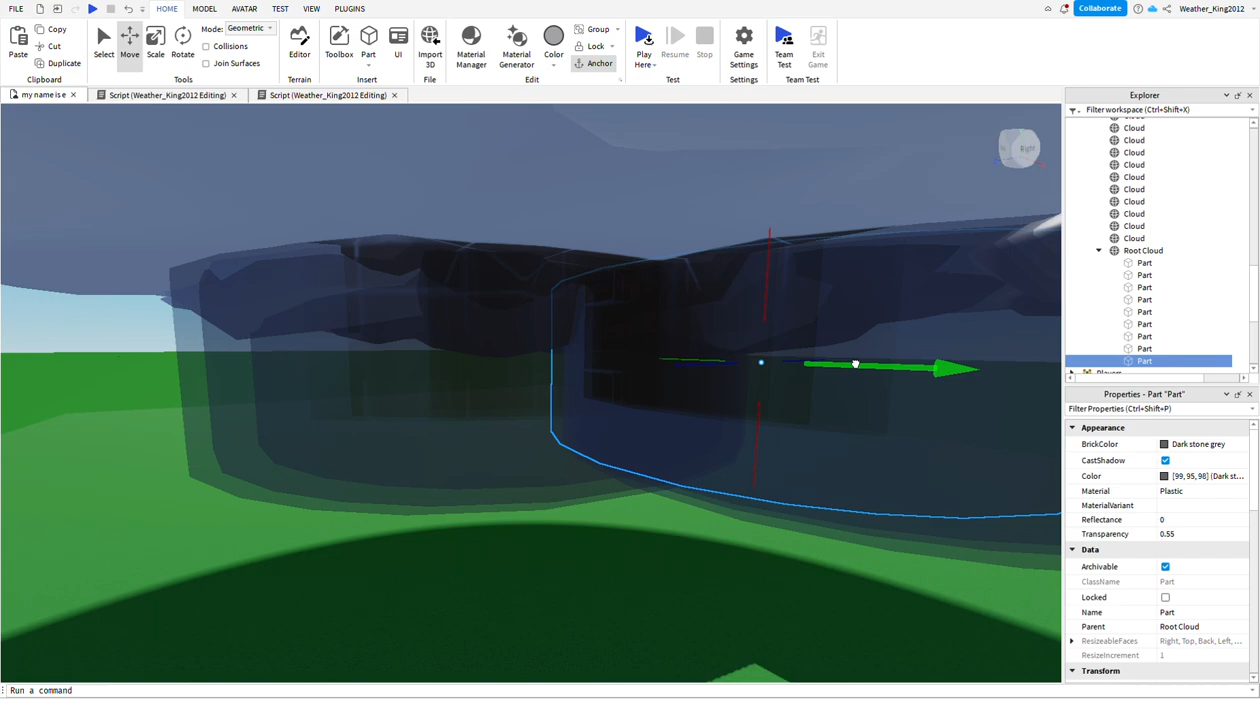 FILE HOME MODEL AVATAR TEST VIEW PLUGINS Collaborate Weather_King2012
Paste Copy Cut Duplicate Clipboard
Select Move Scale Rotate Mode: Geometric Collisions Join Surfaces Tools
Editor Terrain
Toolbox Part UI Insert
Import 3D File
Material Manager Material Generator Color Group Lock Anchor Edit
Play Here Resume Stop Test
Game Settings Settings
Team Test Exit Game Team Test
my name is e Script (Weather_King2012 Editing) Script (Weather_King2012 Editing)
Right
Explorer
Filter workspace (Ctrl+Shift+X)
Cloud
Cloud
Cloud
Cloud
Cloud
Cloud
Cloud
Cloud
Cloud
Cloud
Root Cloud
Part
Part
Part
Part
Part
Part
Part
Part
Part
Properties - Part "Part"
Filter Properties (Ctrl+Shift+P)
Appearance
BrickColor Dark stone grey
CastShadow
Color [99, 95, 98] (Dark st...
Material Plastic
MaterialVariant
Reflectance 0
Transparency 0.55
Data
Archivable
ClassName Part
Locked
Name Part
Parent Root Cloud
ResizeableFaces Right, Top, Back, Left, ...
ResizeIncrement 1
Transform
Run a command